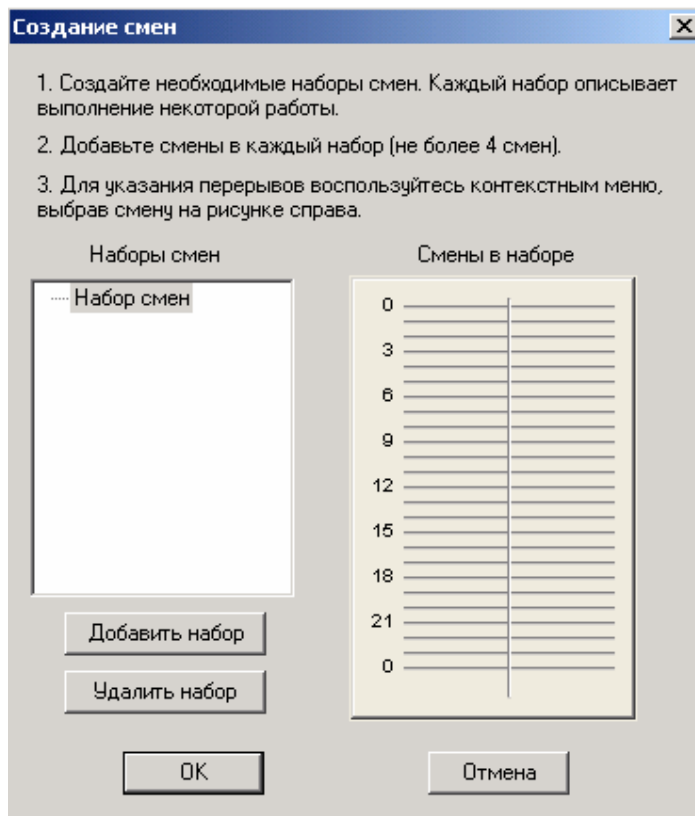 Создание смен
1. Создайте необходимые наборы смен. Каждый набор описывает
выполнение некоторой работы.
2. Добавьте смены в каждый набор (не более 4 смен).
3. Для указания перерывов воспользуйтесь контекстным меню,
выбрав смену на рисунке справа.
Наборы смен
Смены в наборе
Набор смен
0
3
6
9
12
15
18
21
0
Добавить набор
Удалить набор
OK
Отмена